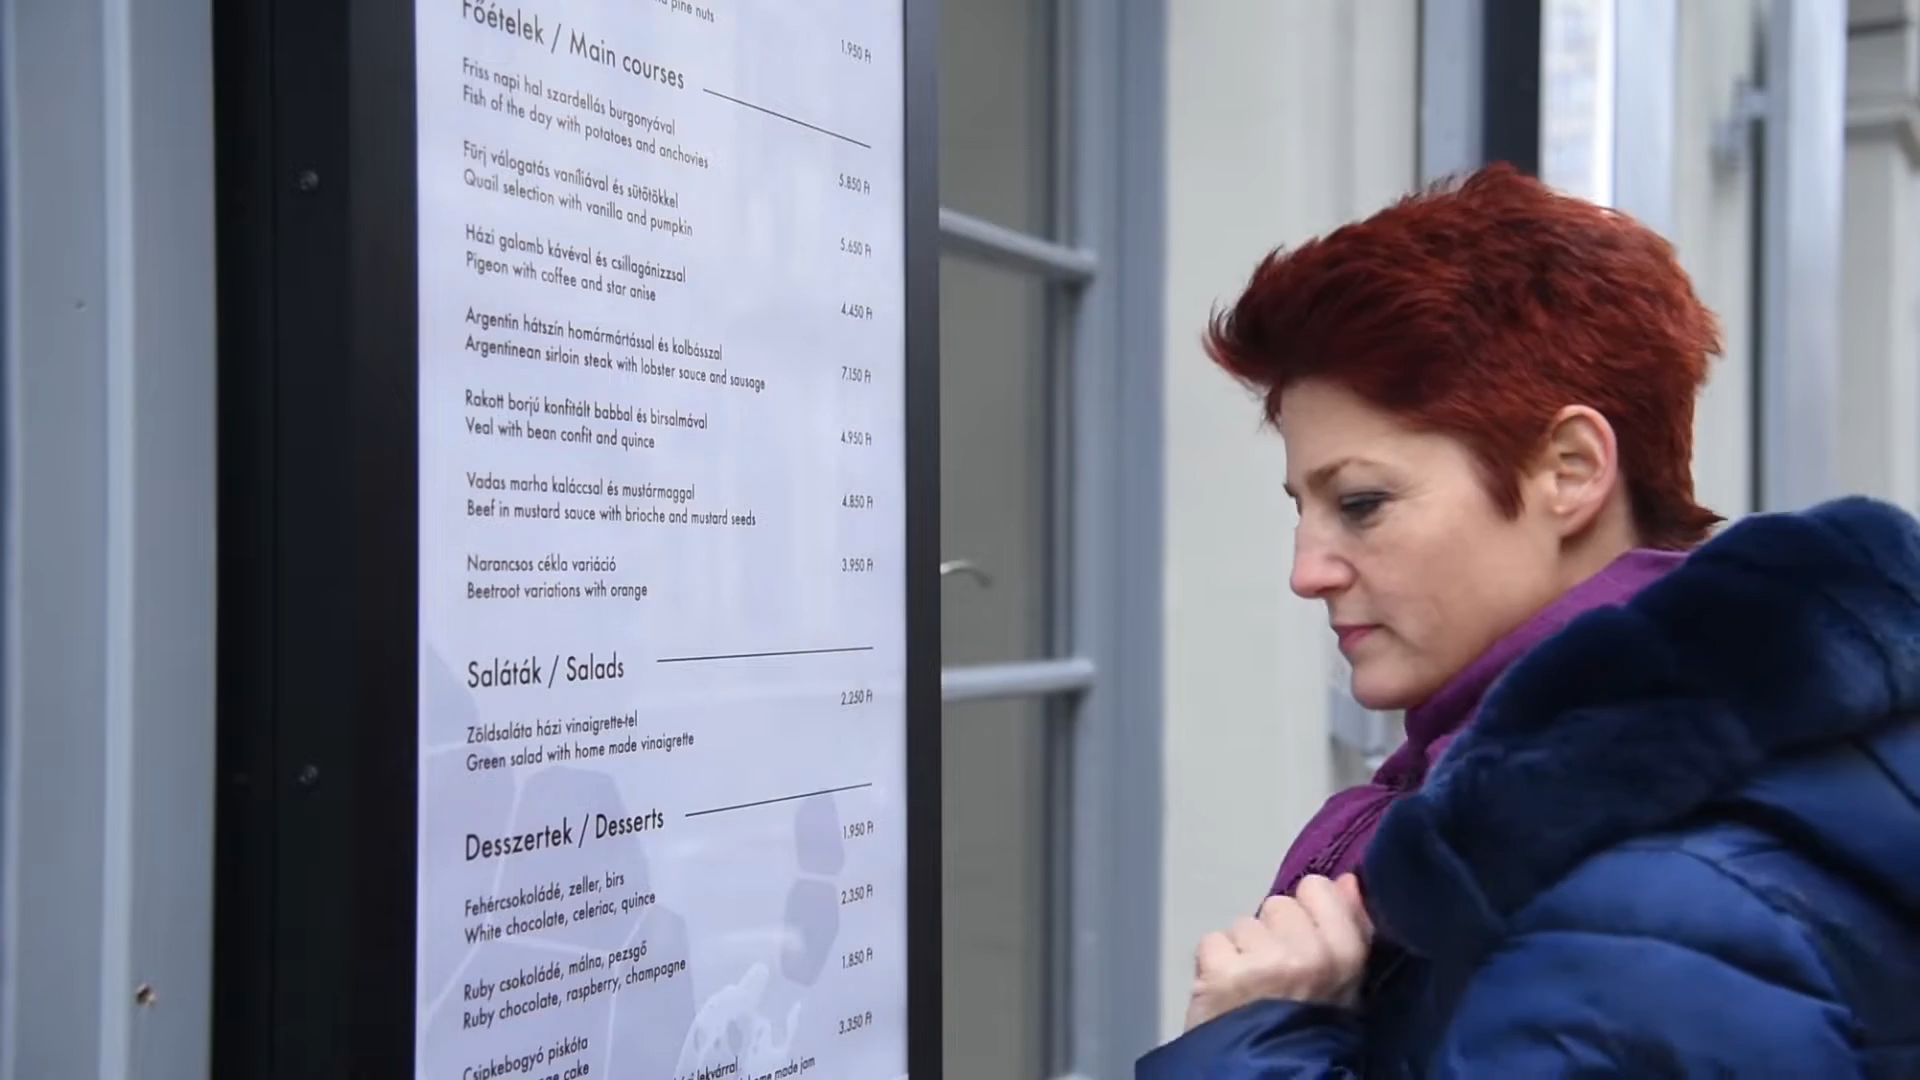 pine nuts
1.950 Ft
Főételek / Main courses
Friss napi hal szardellás burgonyával
Fish of the day with potatoes and anchovies
5.850 Ft
Fürj válogatás vaníliával és sütőtökkel
Quail selection with vanilla and pumpkin
5.650 Ft
Házi galamb kávéval és csillagánizzsal
Pigeon with coffee and star anise
4.450 Ft
Argentin hátszín homármártással és kolbásszal
Argentinean sirloin steak with lobster sauce and sausage
7.150 Ft
Rakott borjú konfitált babbal és birsalmával
Veal with bean confit and quince
4.950 Ft
Vadas marha kaláccsal és mustármaggal
Beef in mustard sauce with brioche and mustard seeds
4.850 Ft
Narancsos cékla variáció
Beetroot variations with orange
3.950 Ft
Saláták / Salads
2.250 Ft
Zöldsaláta házi vinaigrette-tel
Green salad with home made vinaigrette
Desszertek / Desserts
1.950 Ft
Fehércsokoládé, zeller, birs
White chocolate, celeriac, quince
2.350 Ft
Ruby csokoládé, málna, pezsgő
Ruby chocolate, raspberry, champagne
1.850 Ft
Csipkebogyó piskóta
cake
3.350 Ft
lekvárral
made jam